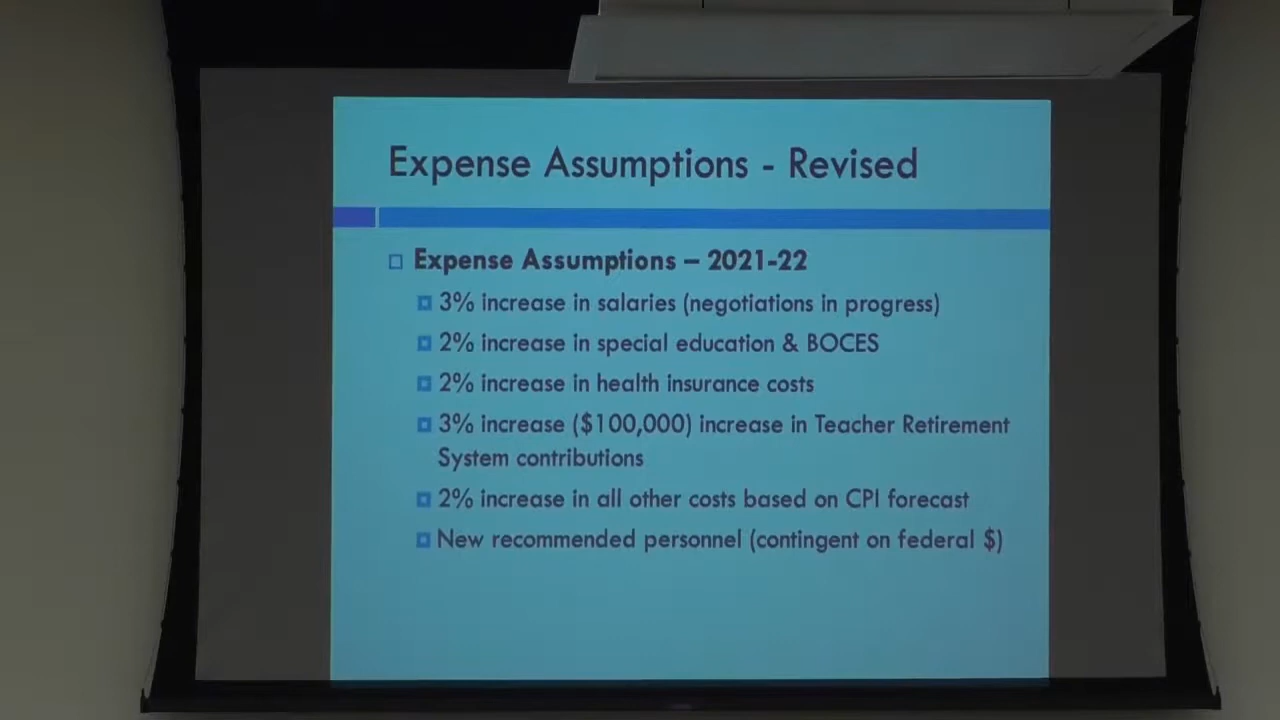 Expense Assumptions - Revised
Expense Assumptions – 2021-22
3% increase in salaries (negotiations in progress)
2% increase in special education & BOCES
2% increase in health insurance costs
3% increase ($100,000) increase in Teacher Retirement
System contributions
2% increase in all other costs based on CPI forecast
New recommended personnel (contingent on federal $)